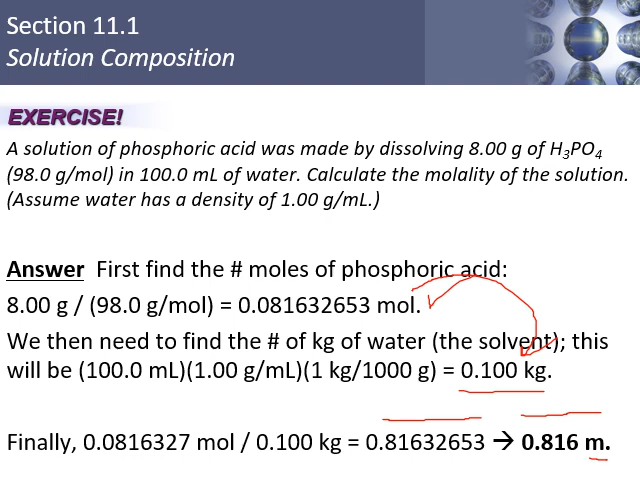 Section 11.1
Solution Composition
EXERCISE!
A solution of phosphoric acid was made by dissolving 8.00 g of H₃PO₄
(98.0 g/mol) in 100.0 mL of water. Calculate the molality of the solution.
(Assume water has a density of 1.00 g/mL.)
Answer First find the # moles of phosphoric acid:
8.00 g / (98.0 g/mol) = 0.081632653 mol.
We then need to find the # of kg of water (the solvent); this
will be (100.0 mL)(1.00 g/mL)(1 kg/1000 g) = 0.100 kg.
Finally, 0.0816327 mol / 0.100 kg = 0.81632653 → 0.816 m.